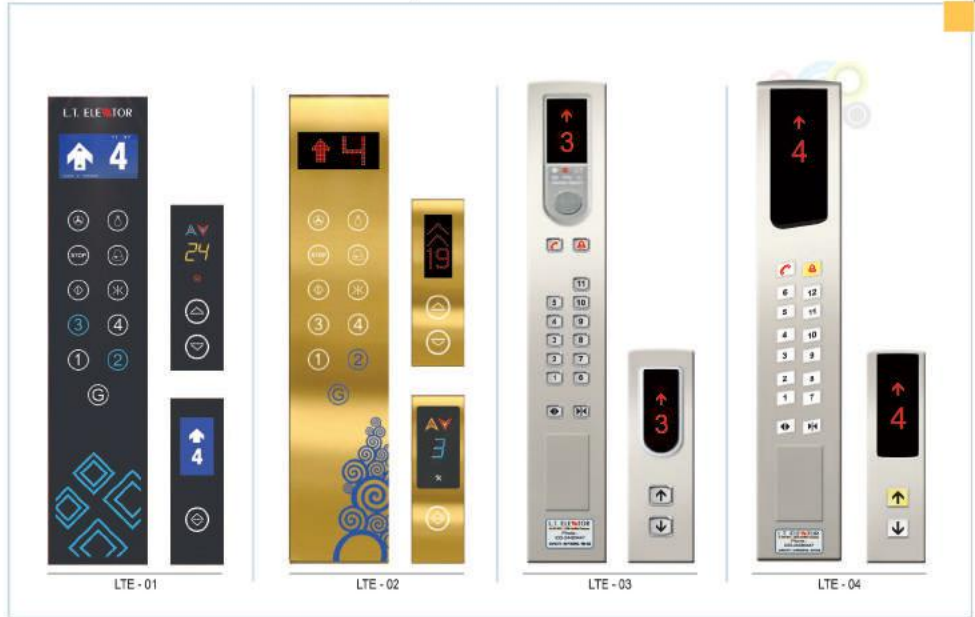 L.T. ELEVATOR
4
STOP
3 4
1 2
G
24
4
LTE - 01
4
STOP
3 4
1 2
G
19
3
LTE - 02
3
11
5 10
4 9
3 8
2 7
1 6
L.T. ELEVATOR
3
LTE - 03
4
6 12
5 11
4 10
3 9
2 8
1 7
L.T. ELEVATOR
4
LTE - 04